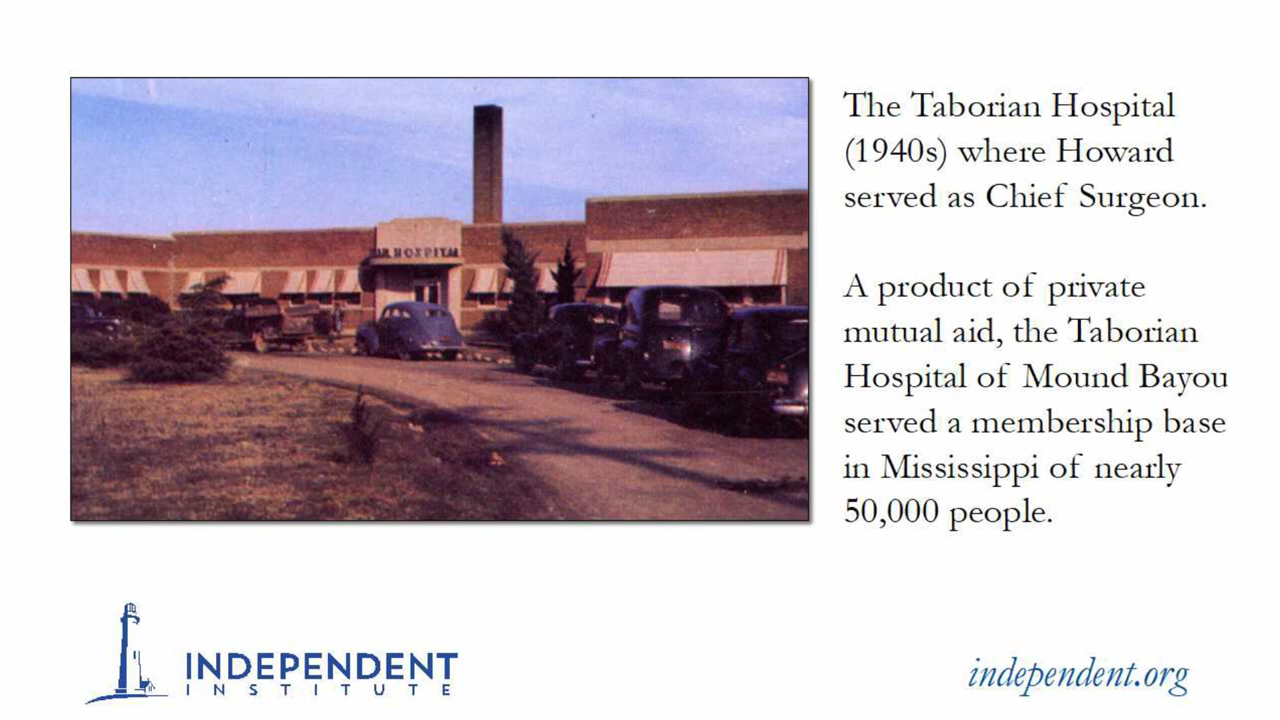 HOSPITAL
The Taborian Hospital
(1940s) where Howard
served as Chief Surgeon.
A product of private
mutual aid, the Taborian
Hospital of Mound Bayou
served a membership base
in Mississippi of nearly
50,000 people.
INDEPENDENT
INSTITUTE
independent.org